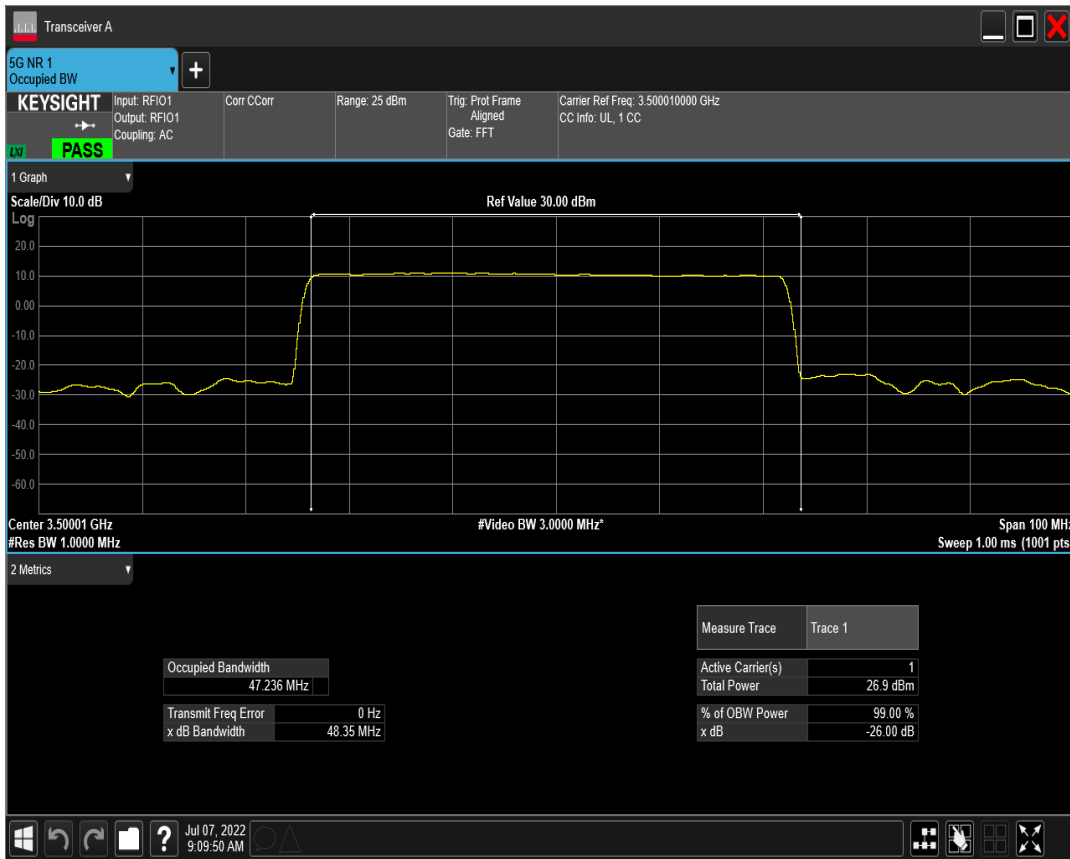 Transceiver A
5G NR 1
Occupied BW
KEYSIGHT
LXI
PASS
Input: RFIO1
Output: RFIO1
Coupling: AC
Corr CCorr
Range: 25 dBm
Trig: Prot Frame
Aligned
Gate: FFT
Carrier Ref Freq: 3.500010000 GHz
CC Info: UL, 1 CC
1 Graph
Scale/Div 10.0 dB
Ref Value 30.00 dBm
Log
20.0
10.0
0.00
-10.0
-20.0
-30.0
-40.0
-50.0
-60.0
Center 3.50001 GHz
#Video BW 3.0000 MHz*
Span 100 MHz
#Res BW 1.0000 MHz
Sweep 1.00 ms (1001 pts
2 Metrics
Measure Trace Trace 1
Occupied Bandwidth
47.236 MHz
Active Carrier(s) 1
Total Power 26.9 dBm
Transmit Freq Error 0 Hz
x dB Bandwidth 48.35 MHz
% of OBW Power 99.00 %
x dB -26.00 dB
Jul 07, 2022
9:09:50 AM